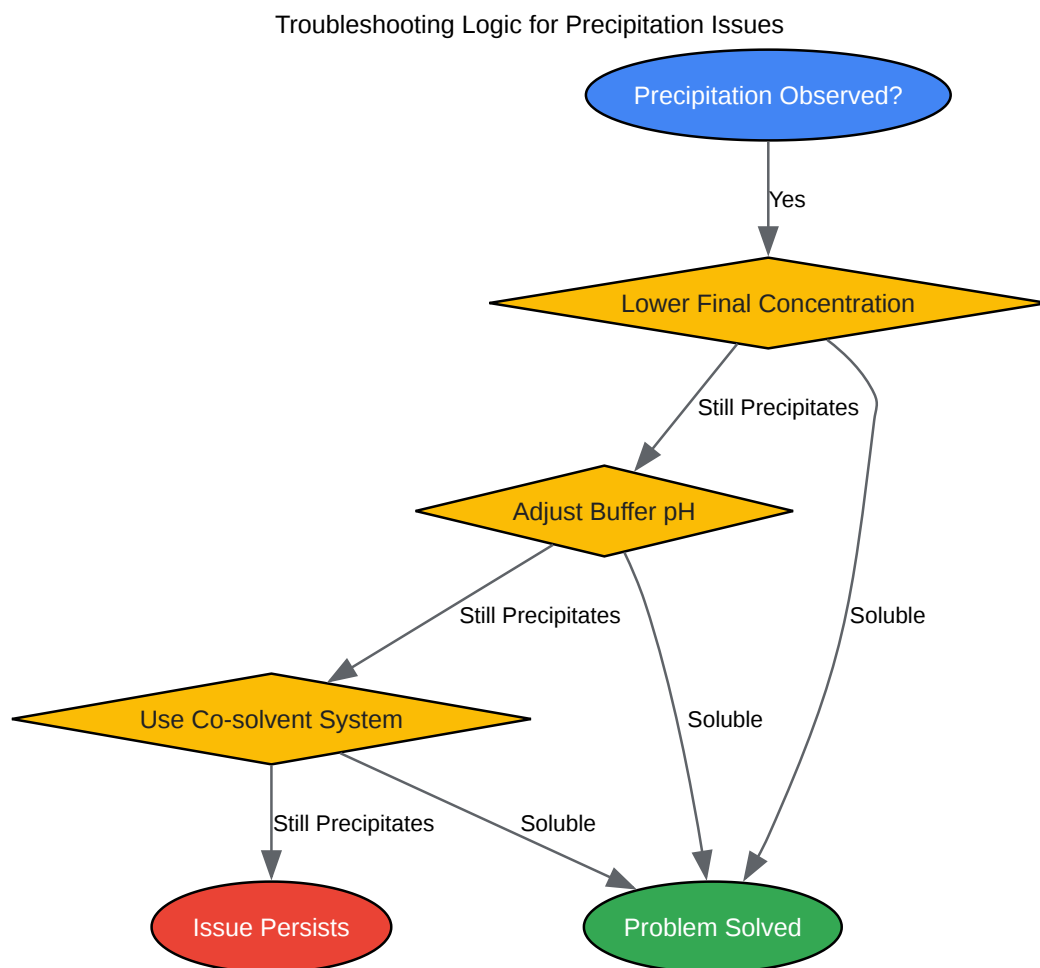 Troubleshooting Logic for Precipitation Issues
Precipitation Observed?
Yes
Lower Final Concentration
Still Precipitates
Adjust Buffer pH
Still Precipitates
Soluble
Use Co-solvent System
Soluble
Still Precipitates
Soluble
Issue Persists
Problem Solved